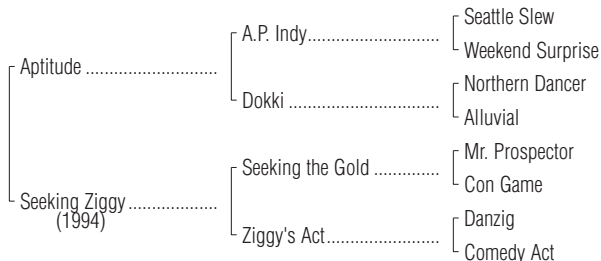 Seattle Slew
A.P. Indy
Weekend Surprise
Aptitude
Northern Dancer
Dokki
Alluvial
Mr. Prospector
Seeking the Gold
Con Game
Seeking Ziggy
(1994)
Danzig
Ziggy's Act
Comedy Act